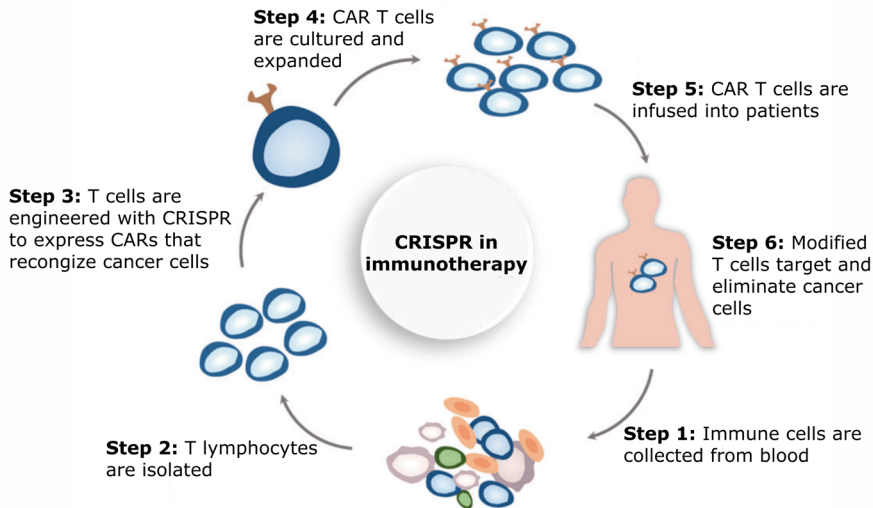 Step 4: CAR T cells
are cultured and
expanded
Step 5: CAR T cells are
infused into patients
Step 3: T cells are
engineered with CRISPR
to express CARs that
recongize cancer cells
CRISPR in
immunotherapy
Step 6: Modified
T cells target and
eliminate cancer
cells
Step 2: T lymphocytes
are isolated
Step 1: Immune cells are
collected from blood